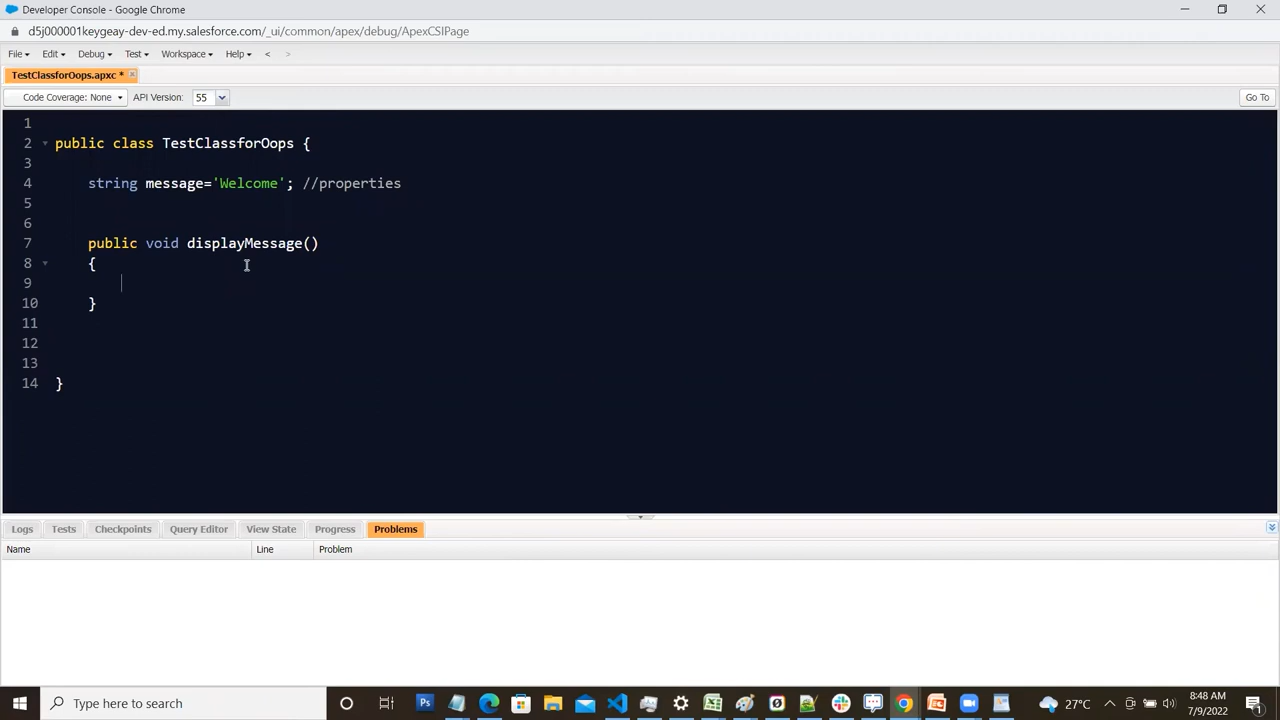 Developer Console - Google Chrome
d5j000001keygeay-dev-ed.my.salesforce.com/_ui/common/apex/debug/ApexCSIPage
File Edit Debug Test Workspace Help < >
TestClassforOops.apxc *
Code Coverage: None API Version: 55 Go To
1
2 public class TestClassforOops {
3
4 string message='Welcome'; //properties
5
6
7 public void displayMessage()
8 {
9
10 }
11
12
13
14 }
Logs Tests Checkpoints Query Editor View State Progress Problems
Name Line Problem
Type here to search 27°C 8:48 AM
7/9/2022